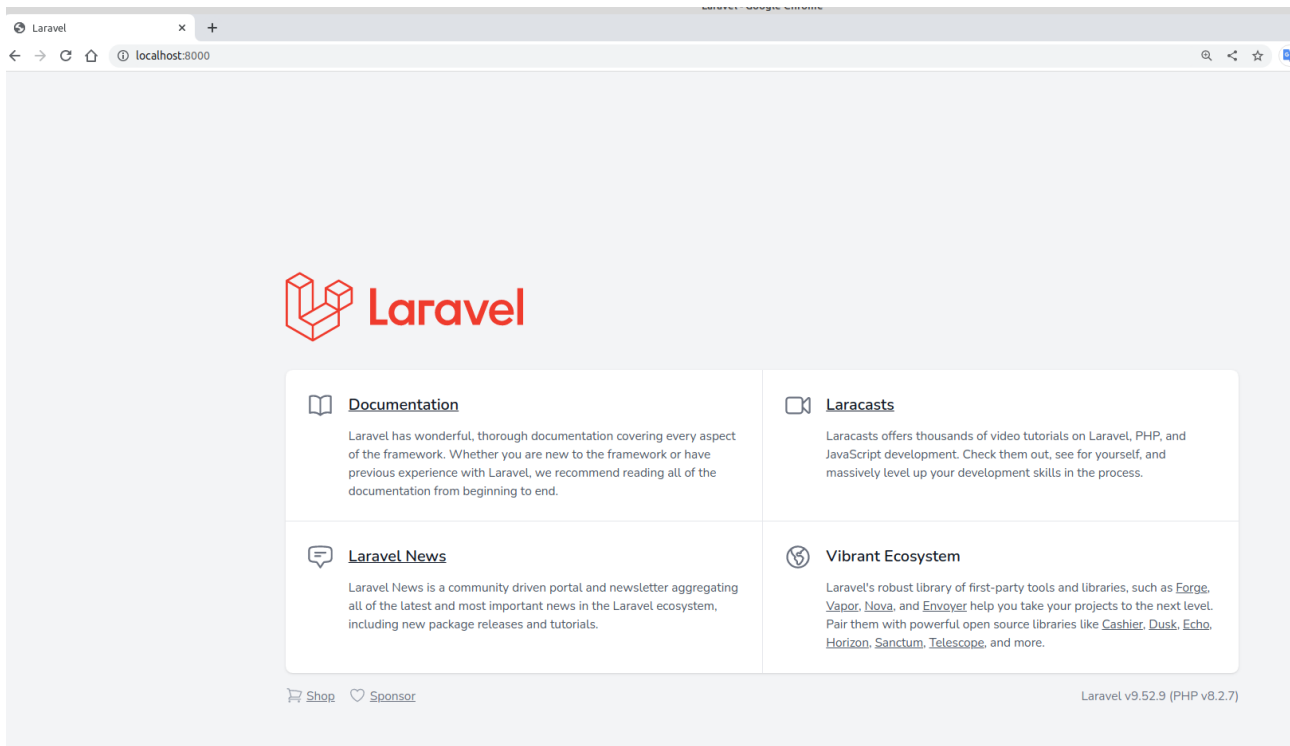 Laravel - Google Chrome
Laravel
localhost:8000
Laravel
Documentation
Laravel has wonderful, thorough documentation covering every aspect
of the framework. Whether you are new to the framework or have
previous experience with Laravel, we recommend reading all of the
documentation from beginning to end.
Laracasts
Laracasts offers thousands of video tutorials on Laravel, PHP, and
JavaScript development. Check them out, see for yourself, and
massively level up your development skills in the process.
Laravel News
Laravel News is a community driven portal and newsletter aggregating
all of the latest and most important news in the Laravel ecosystem,
including new package releases and tutorials.
Vibrant Ecosystem
Laravel's robust library of first-party tools and libraries, such as Forge,
Vapor, Nova, and Envoyer help you take your projects to the next level.
Pair them with powerful open source libraries like Cashier, Dusk, Echo,
Horizon, Sanctum, Telescope, and more.
Shop
Sponsor
Laravel v9.52.9 (PHP v8.2.7)